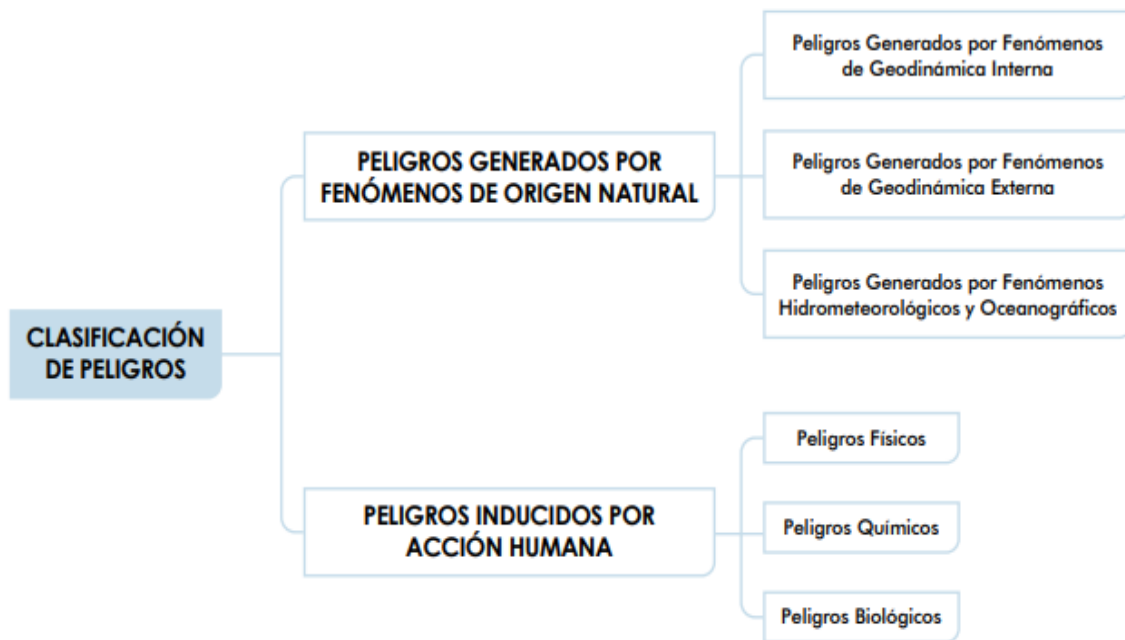 CLASIFICACIÓN
DE PELIGROS
PELIGROS GENERADOS POR
FENÓMENOS DE ORIGEN NATURAL
Peligros Generados por Fenómenos
de Geodinámica Interna
Peligros Generados por Fenómenos
de Geodinámica Externa
Peligros Generados por Fenómenos
Hidrometeorológicos y Oceanográficos
PELIGROS INDUCIDOS POR
ACCIÓN HUMANA
Peligros Físicos
Peligros Químicos
Peligros Biológicos